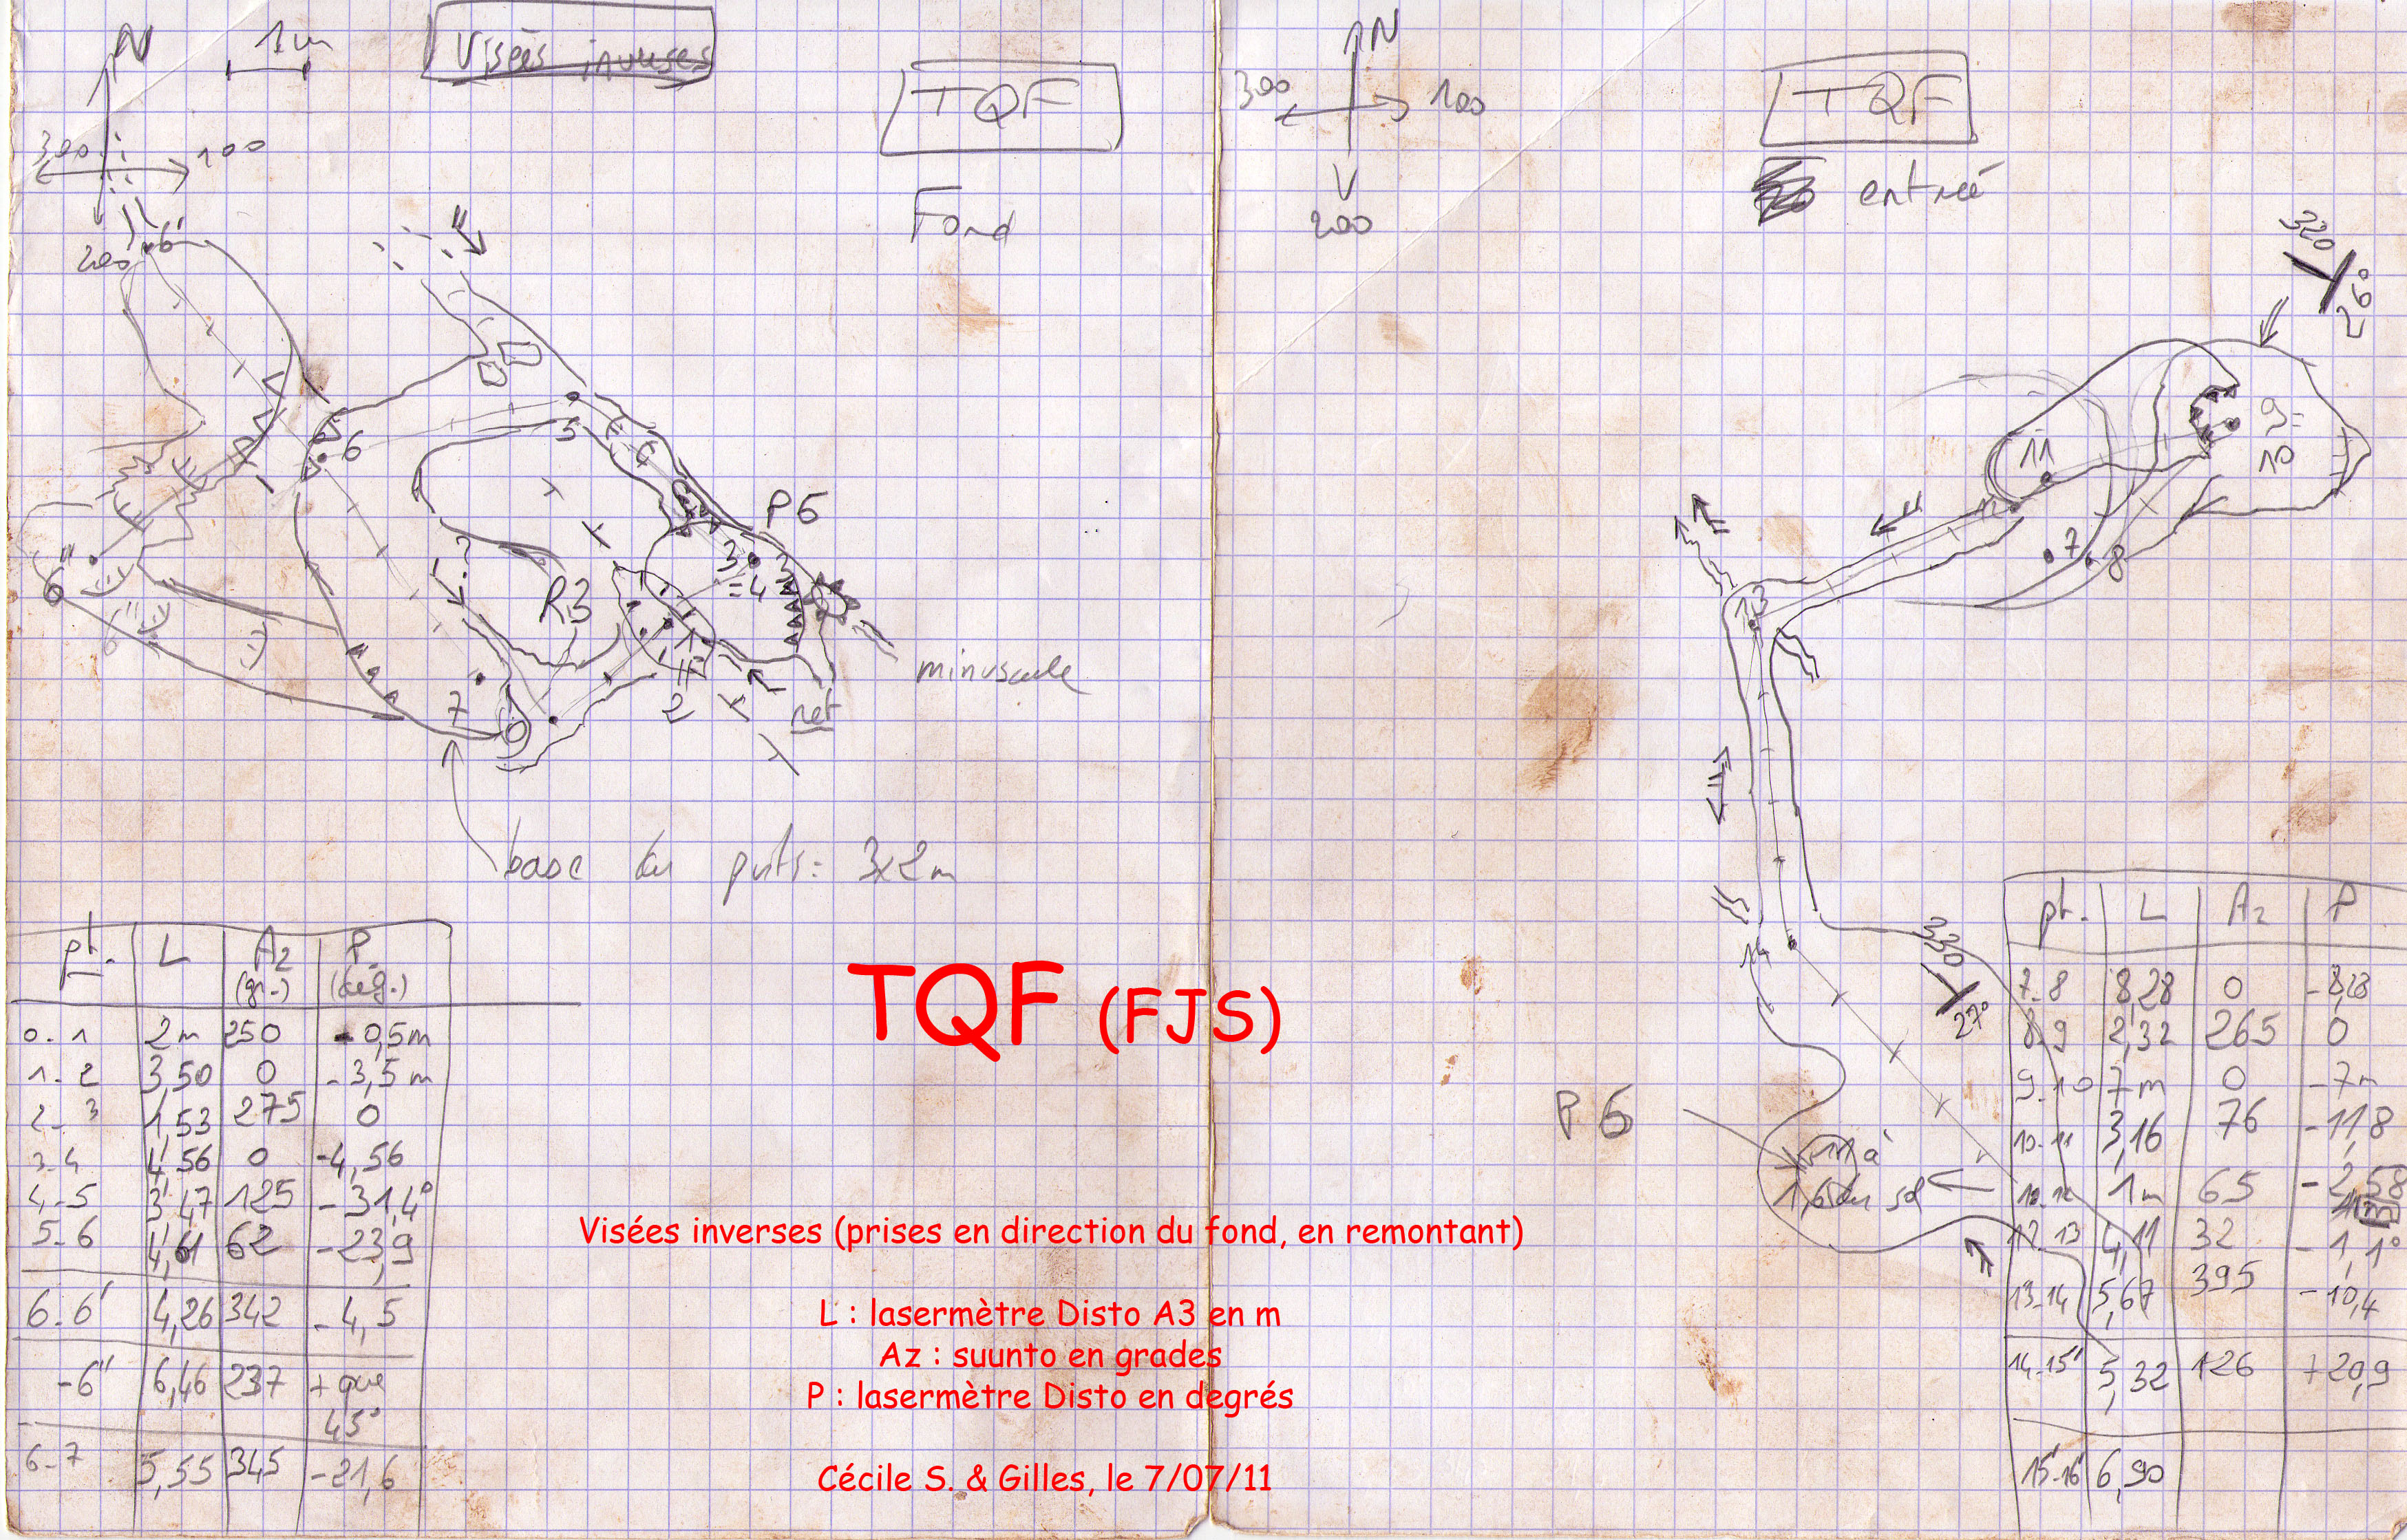 N
1m
Visées inverses
TQF
Fond
300
100
200
6'
5
6
P5
3
=4
R3
1
=
2
?
7
0
6"
6"
minuscule
net
base du puits: 3x2m
pt. L Az (gr.) P (dég.)
0-1 2m 250 -0,5m
1-2 3,50 0 -3,5m
2-3 1,53 275 0
3-4 4,56 0 -4,56
4-5 3,47 125 -31,4°
5-6 4,61 62 -23,9
6-6' 4,26 342 -4,5
-6" 6,46 237 + que 45°
6-7 5,55 345 -21,6
N
300
100
200
TQF
entrée
320
26°
9=
10
11
12
7
8
13
14
330
27°
P6
1,60m sol
pt. L Az P
7-8 8,28 0 -8,28
8-9 2,32 265 0
9-10 7m 0 -7m
10-11 3,16 76 -11,8
1m 65 -2,58
12-13 4,11 32 -1,1°
13-14 5,67 395 -10,4
14-15' 5,32 126 +20,9
15'-16' 6,90
TQF (FJS)
Visées inverses (prises en direction du fond, en remontant)
L : lasermètre Disto A3 en m
Az : suunto en grades
P : lasermètre Disto en degrés
Cécile S. & Gilles, le 7/07/11